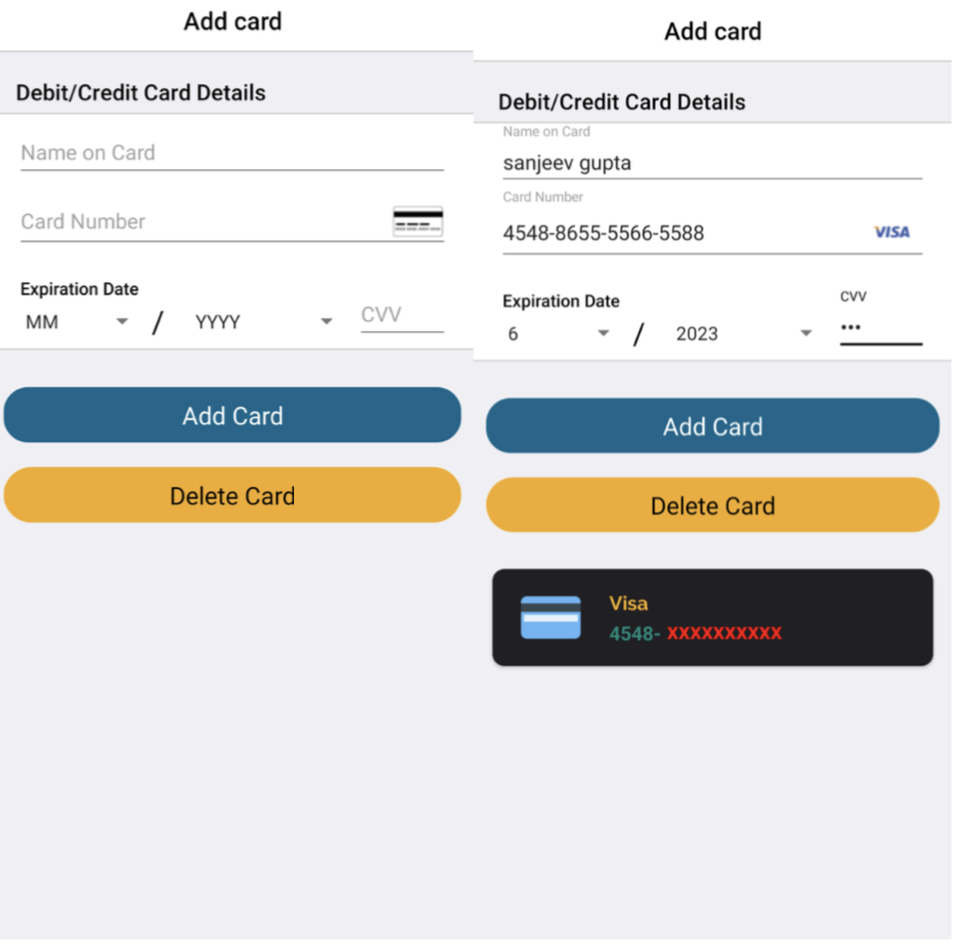 Add card
Debit/Credit Card Details
Name on Card
Card Number
Expiration Date
MM / YYYY CVV
Add Card
Delete Card
Add card
Debit/Credit Card Details
Name on Card
sanjeev gupta
Card Number
4548-8655-5566-5588 VISA
Expiration Date CVV
6 / 2023 •••
Add Card
Delete Card
Visa
4548- XXXXXXXXXX